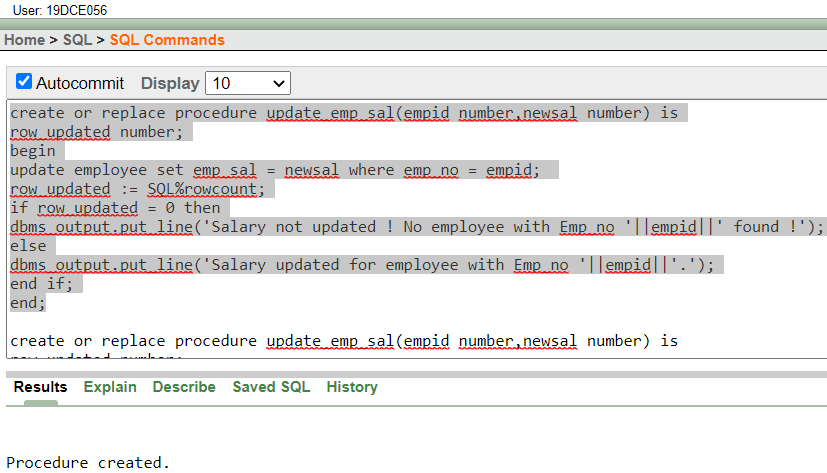 User: 19DCE056
Home > SQL > SQL Commands
Autocommit Display 10
create or replace procedure update_emp_sal(empid number,newsal number) is
row_updated number;
begin
update employee set emp_sal = newsal where emp_no = empid;
row_updated := SQL%rowcount;
if row_updated = 0 then
dbms_output.put_line('Salary not updated ! No employee with Emp_no '||empid||' found !');
else
dbms_output.put_line('Salary updated for employee with Emp_no '||empid||'.');
end if;
end;
create or replace procedure update_emp_sal(empid number,newsal number) is
row_updated number;
Results Explain Describe Saved SQL History
Procedure created.